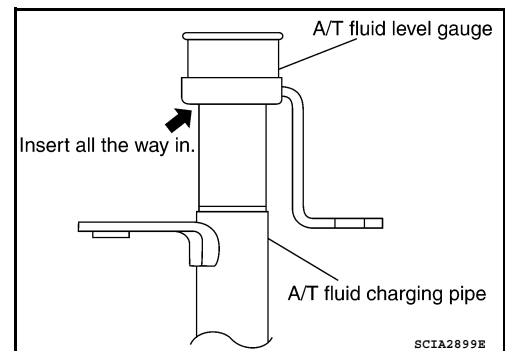 A/T fluid level gauge
Insert all the way in.
A/T fluid charging pipe
SCIA2899E